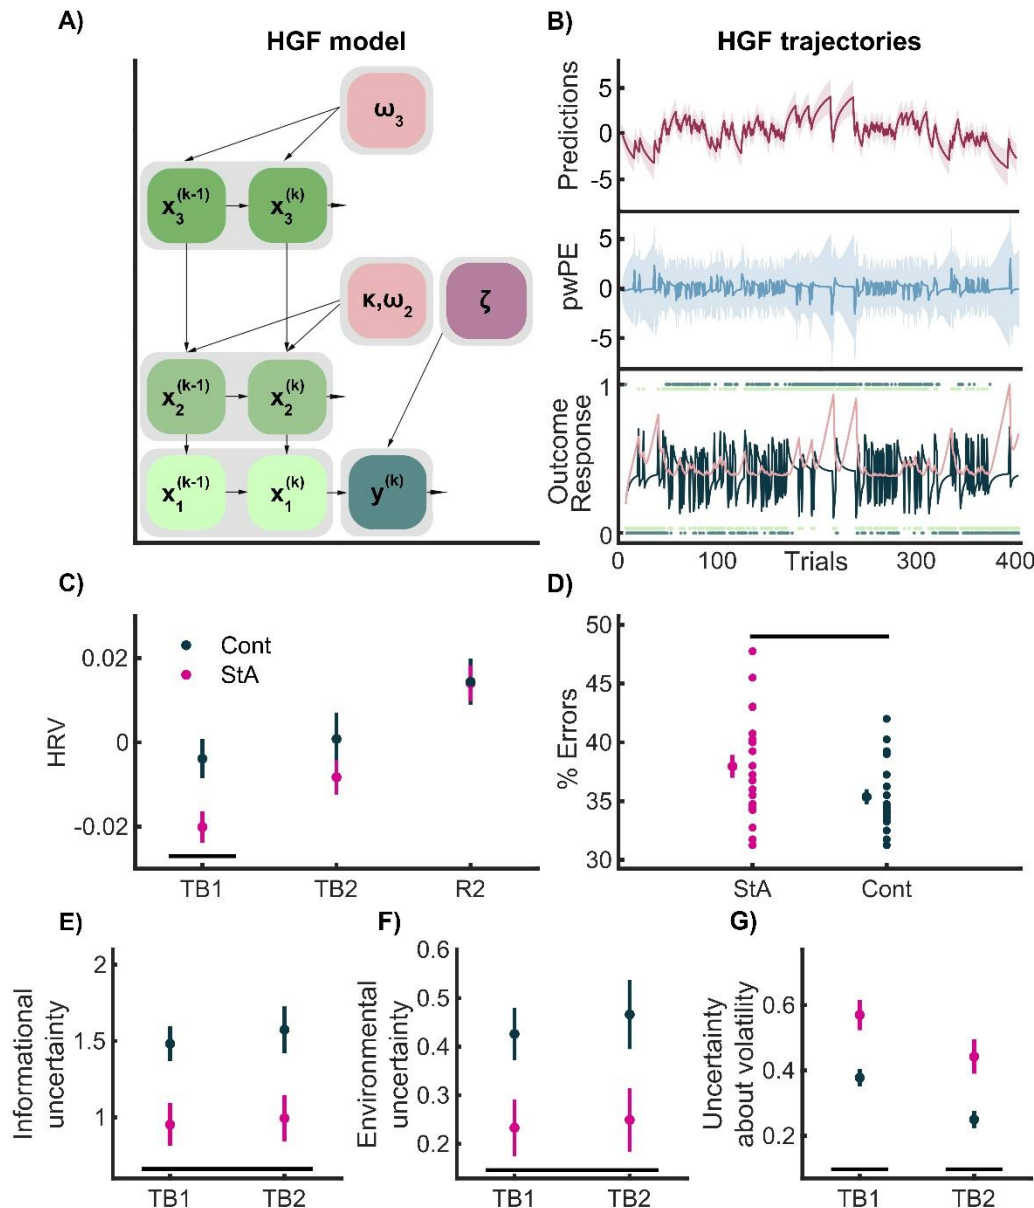 A)
HGF model
ω3
x3(k-1)
x3(k)
κ,ω2
ζ
x2(k-1)
x2(k)
x1(k-1)
x1(k)
y(k)
B)
HGF trajectories
Predictions
5
0
-5
pwPE
5
0
-5
Outcome
Response
1
0
0
100
Trials
300
400
C)
Cont
StA
HRV
0.02
0
-0.02
TB1
TB2
R2
D)
% Errors
50
45
40
35
30
StA
Cont
E)
Informational
uncertainty
2
1.5
1
TB1
TB2
F)
Environmental
uncertainty
0.6
0.5
0.4
0.3
0.2
TB1
TB2
G)
Uncertainty
about volatility
0.6
0.4
0.2
TB1
TB2